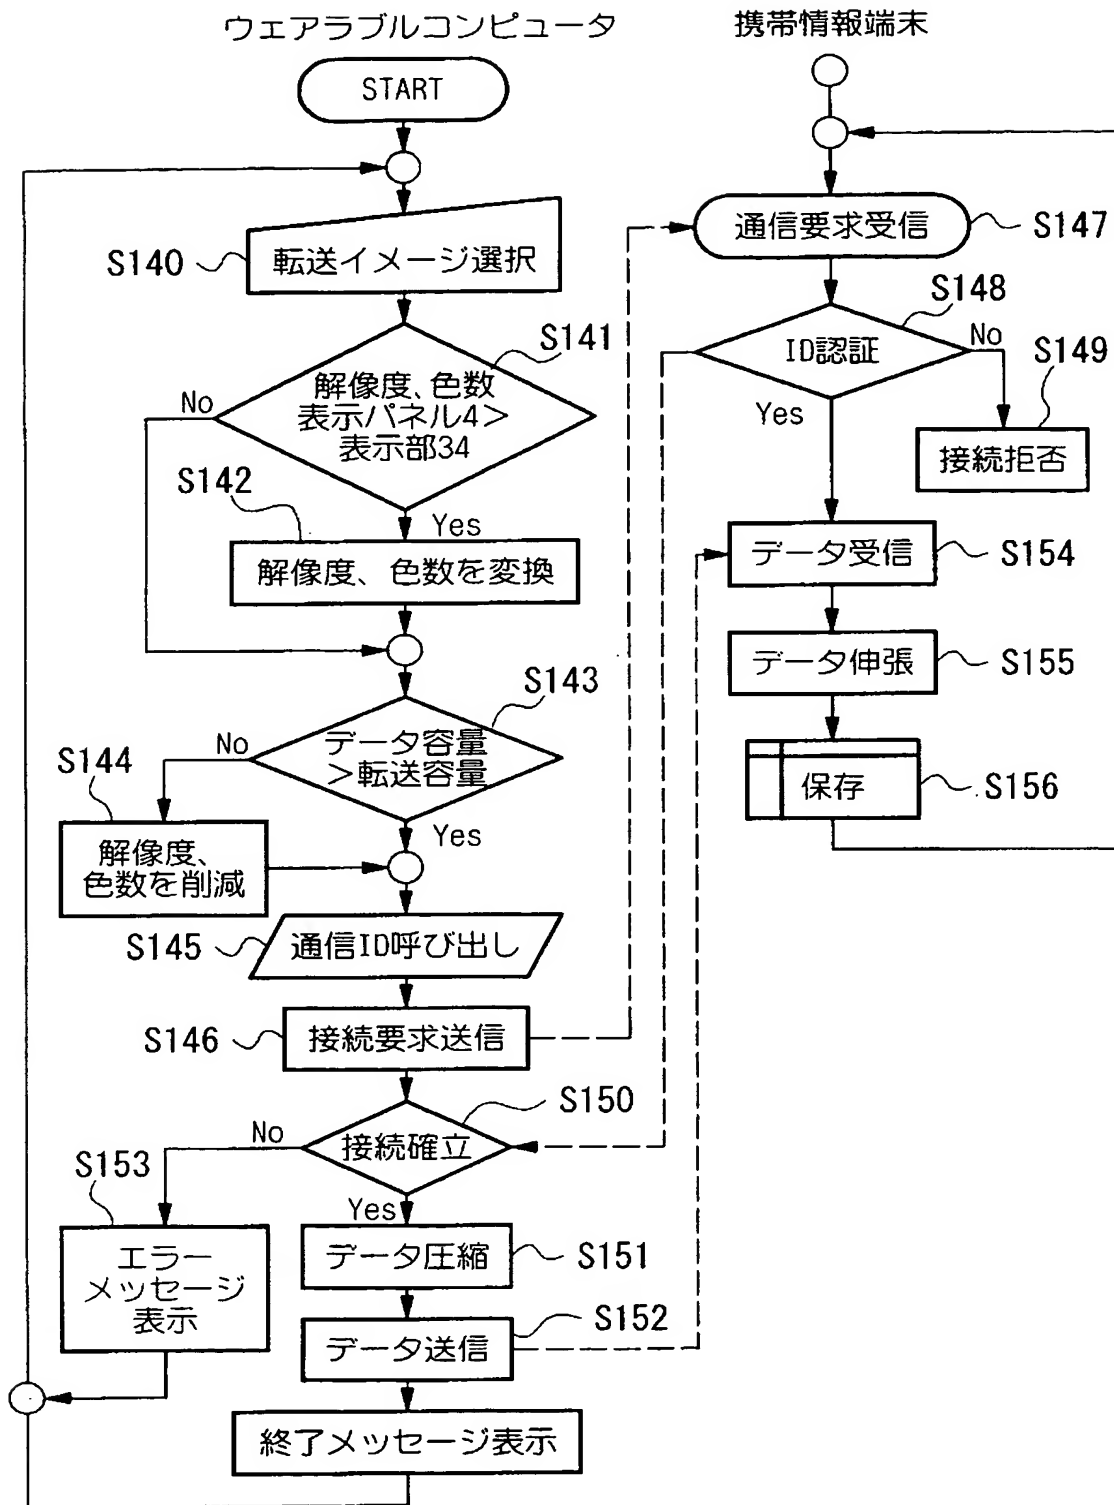 ウェアラブルコンピュータ
START
S140
転送イメージ選択
S141
解像度、色数
表示パネル4>
表示部34
No
Yes
S142
解像度、色数を変換
S143
データ容量
>転送容量
No
Yes
S144
解像度、
色数を削減
S145
通信ID呼び出し
S146
接続要求送信
S150
接続確立
No
Yes
S153
エラー
メッセージ
表示
データ圧縮
S151
データ送信
S152
終了メッセージ表示
携帯情報端末
通信要求受信
S147
S148
ID認証
No
Yes
S149
接続拒否
データ受信
S154
データ伸張
S155
保存
S156